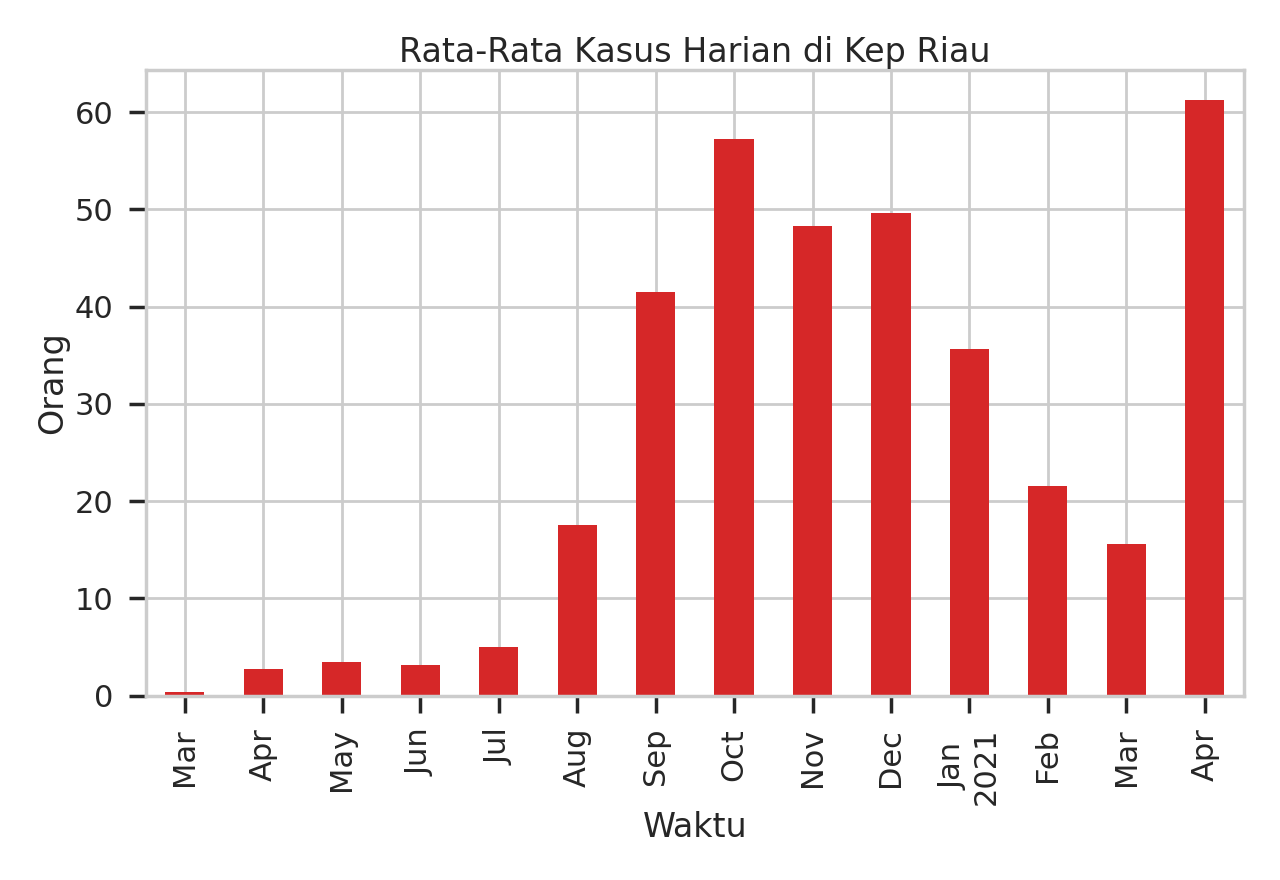 Rata-Rata Kasus Harian di Kep Riau
60
50
40
30
20
10
0
Orang
Mar
Apr
May
Jun
Jul
Aug
Sep
Oct
Nov
Dec
Jan
2021
Feb
Mar
Apr
Waktu